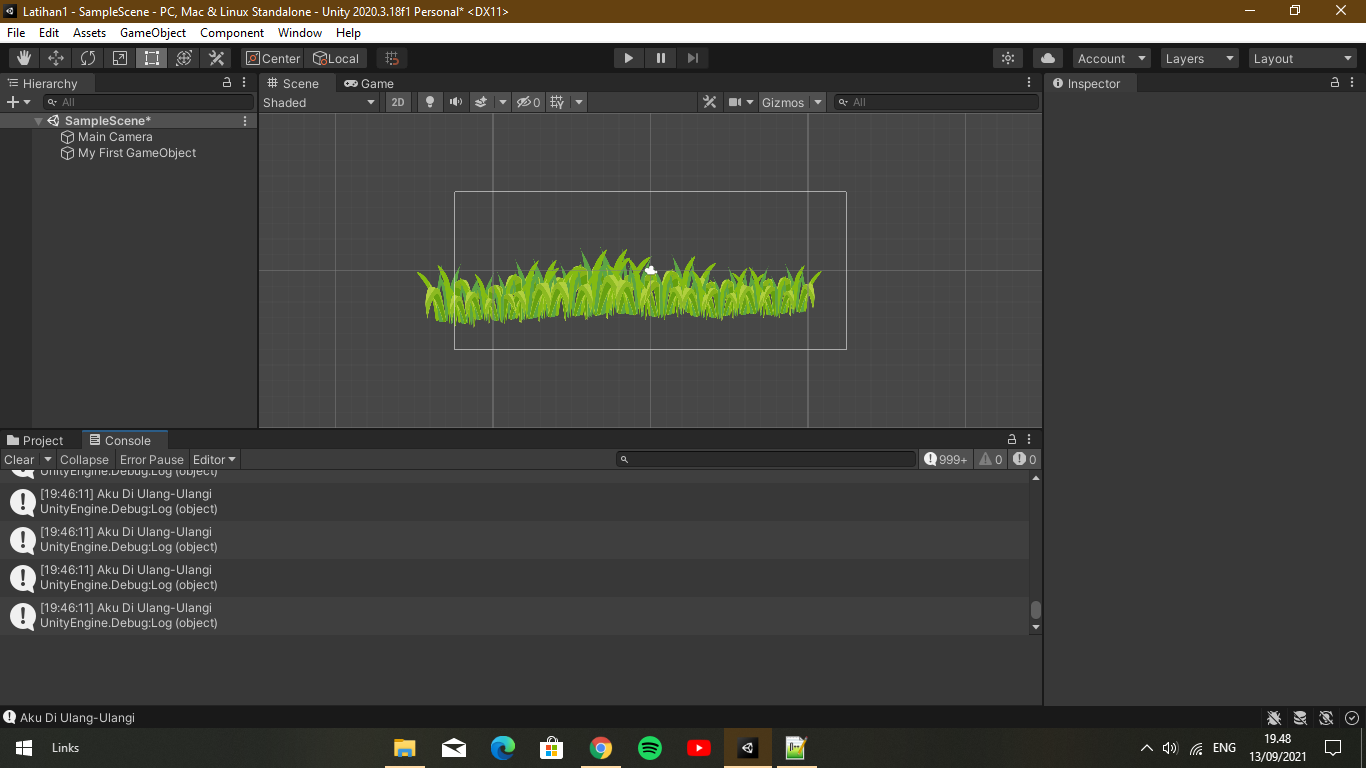 Latihan1 - SampleScene - PC, Mac & Linux Standalone - Unity 2020.3.18f1 Personal* <DX11>
File Edit Assets GameObject Component Window Help
Center Local Account Layers Layout
Hierarchy Scene Game Inspector
All Shaded 2D 0 Gizmos All
SampleScene*
Main Camera
My First GameObject
Project Console
Clear Collapse Error Pause Editor 999+ 0 0
UnityEngine.Debug:Log (object)
[19:46:11] Aku Di Ulang-Ulangi
UnityEngine.Debug:Log (object)
[19:46:11] Aku Di Ulang-Ulangi
UnityEngine.Debug:Log (object)
[19:46:11] Aku Di Ulang-Ulangi
UnityEngine.Debug:Log (object)
[19:46:11] Aku Di Ulang-Ulangi
UnityEngine.Debug:Log (object)
Aku Di Ulang-Ulangi
Links ENG 19.48
13/09/2021